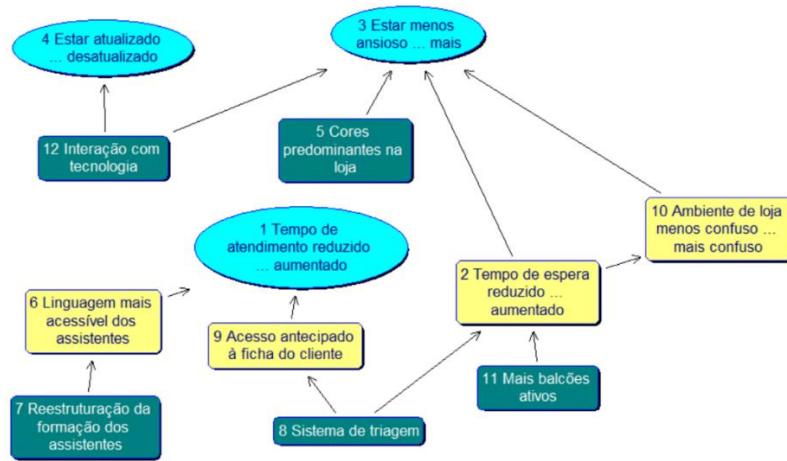 4 Estar atualizado
... desatualizado
3 Estar menos
ansioso ... mais
12 Interação com
tecnologia
5 Cores
predominantes na
loja
10 Ambiente de loja
menos confuso ...
mais confuso
1 Tempo de
atendimento reduzido
... aumentado
2 Tempo de espera
reduzido ...
aumentado
6 Linguagem mais
acessível dos
assistentes
9 Acesso antecipado
à ficha do cliente
11 Mais balcões
ativos
7 Reestruturação da
formação dos
assistentes
8 Sistema de triagem